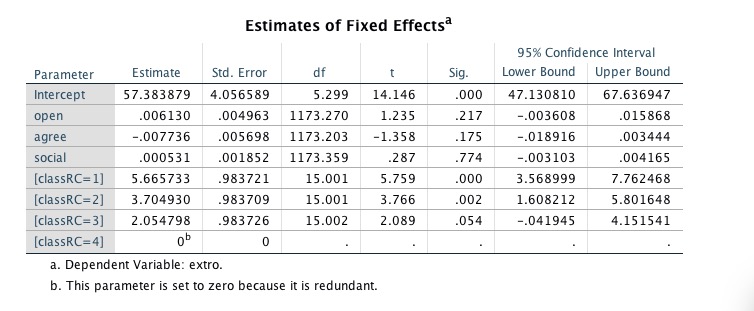 Estimates of Fixed Effectsa
95% Confidence Interval
Parameter Estimate Std. Error df t Sig. Lower Bound Upper Bound
Intercept 57.383879 4.056589 5.299 14.146 .000 47.130810 67.636947
open .006130 .004963 1173.270 1.235 .217 -.003608 .015868
agree -.007736 .005698 1173.203 -1.358 .175 -.018916 .003444
social .000531 .001852 1173.359 .287 .774 -.003103 .004165
[classRC=1] 5.665733 .983721 15.001 5.759 .000 3.568999 7.762468
[classRC=2] 3.704930 .983709 15.001 3.766 .002 1.608212 5.801648
[classRC=3] 2.054798 .983726 15.002 2.089 .054 -.041945 4.151541
[classRC=4] 0b 0 . . . . .
a. Dependent Variable: extro.
b. This parameter is set to zero because it is redundant.